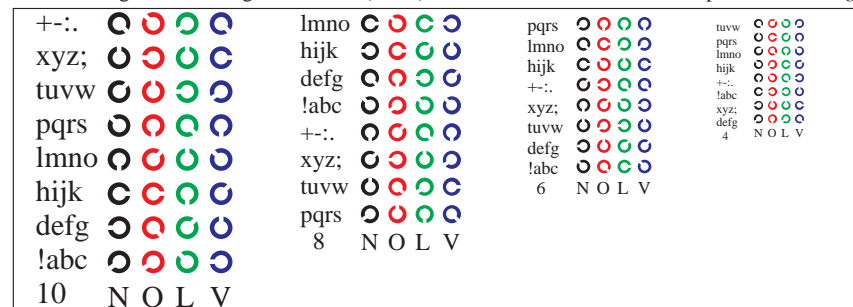 +-:.
xyz;
tuvw
pqrs
lmno
hijk
defg
!abc
10 N O L V
lmno
hijk
defg
!abc
+-:.
xyz;
tuvw
pqrs
8 N O L V
pqrs
lmno
hijk
+-:.
xyz;
tuvw
defg
!abc
6 N O L V
tuvw
pqrs
lmno
hijk
+-:.
!abc
xyz;
defg
4 N O L V